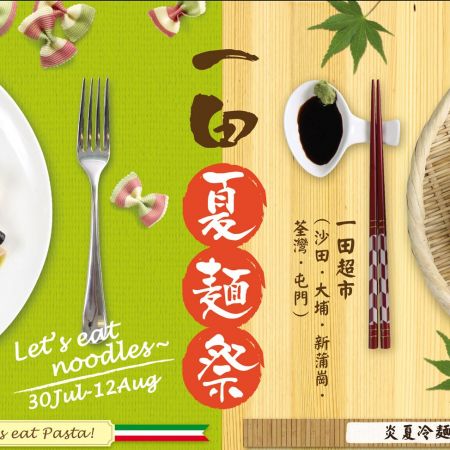 一田
夏麵祭
一田超市
(沙田·大埔·新蒲崗·
荃灣·屯門)
Let's eat
noodles~
30Jul-12Aug
s eat Pasta!
炎夏冷麵